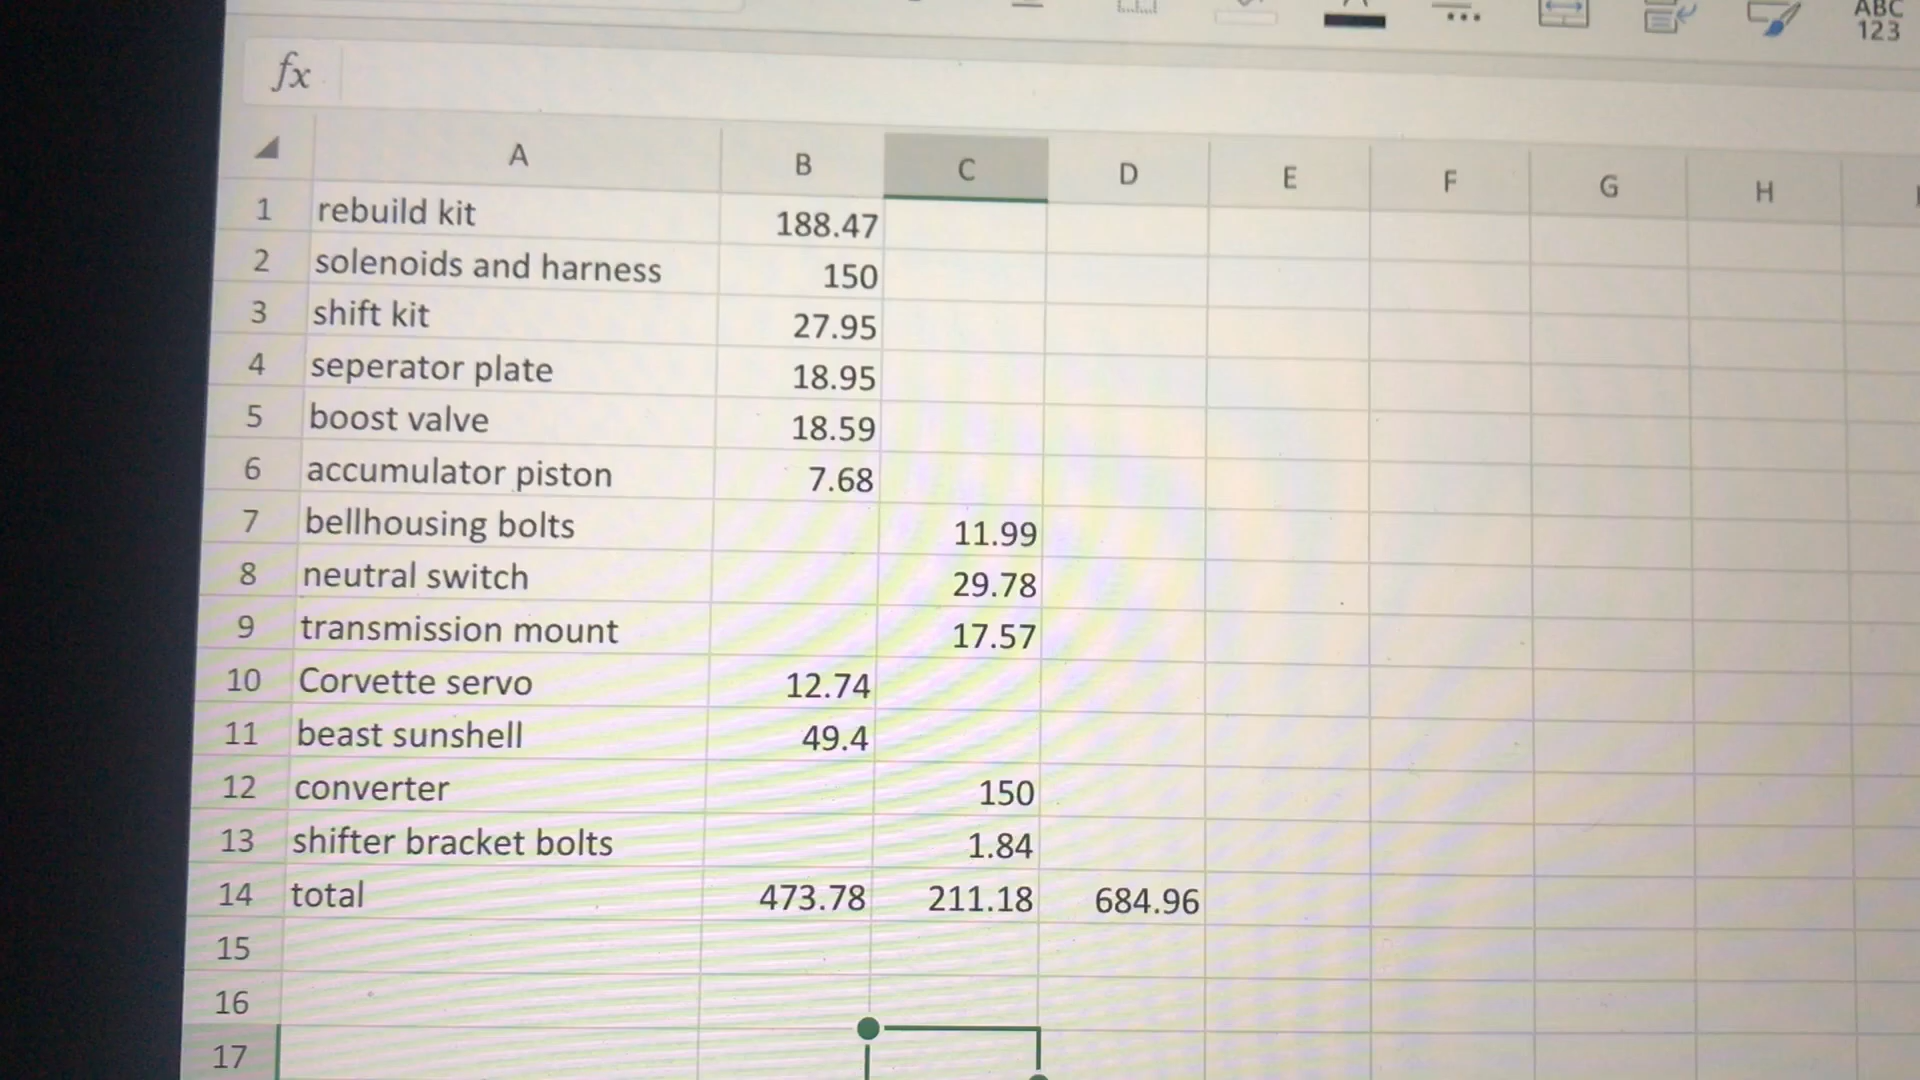 ABC
123
fx
A B C D E F G H
1 rebuild kit 188.47
2 solenoids and harness 150
3 shift kit 27.95
4 seperator plate 18.95
5 boost valve 18.59
6 accumulator piston 7.68
7 bellhousing bolts 11.99
8 neutral switch 29.78
9 transmission mount 17.57
10 Corvette servo 12.74
11 beast sunshell 49.4
12 converter 150
13 shifter bracket bolts 1.84
14 total 473.78 211.18 684.96
15
16
17